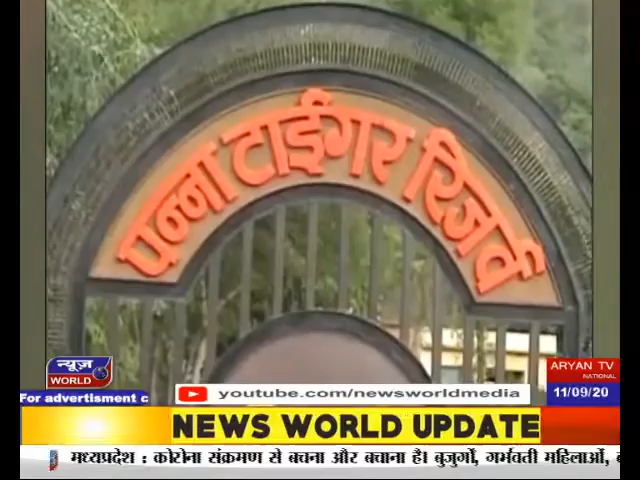 पन्ना टाईगर रिजर्व
न्यूज़
WORLD
ARYAN TV
NATIONAL
youtube.com/newsworldmedia
11/09/20
For advertisment c
NEWS WORLD UPDATE
मध्यप्रदेश : कोरोना संक्रमण से बचना और बचाना है। बुजुर्गो, गर्भवती महिलाओं,